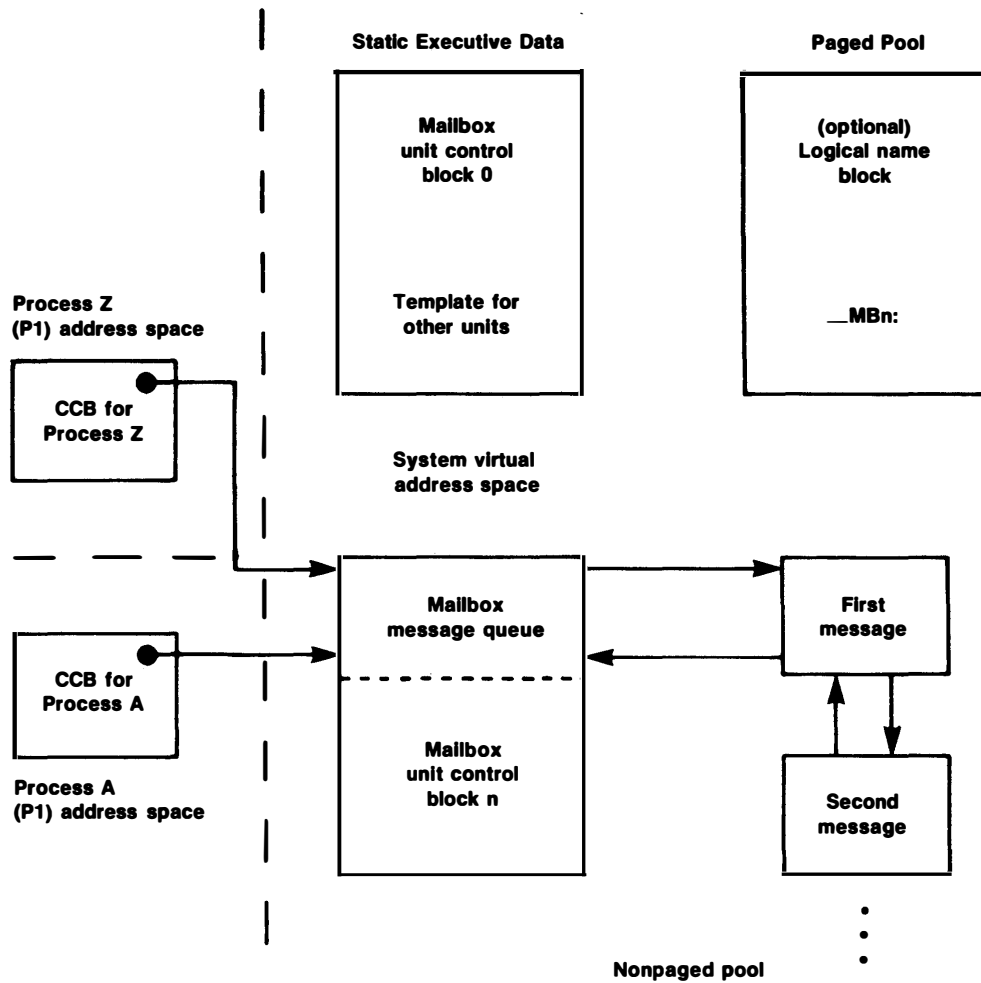 Static Executive Data
Paged Pool
Mailbox
unit control
block 0
(optional)
Logical name
block
Template for
other units
__MBn:
Process Z
(P1) address space
CCB for
Process Z
System virtual
address space
Mailbox
message queue
First
message
CCB for
Process A
Mailbox
unit control
block n
Process A
(P1) address space
Second
message
Nonpaged pool